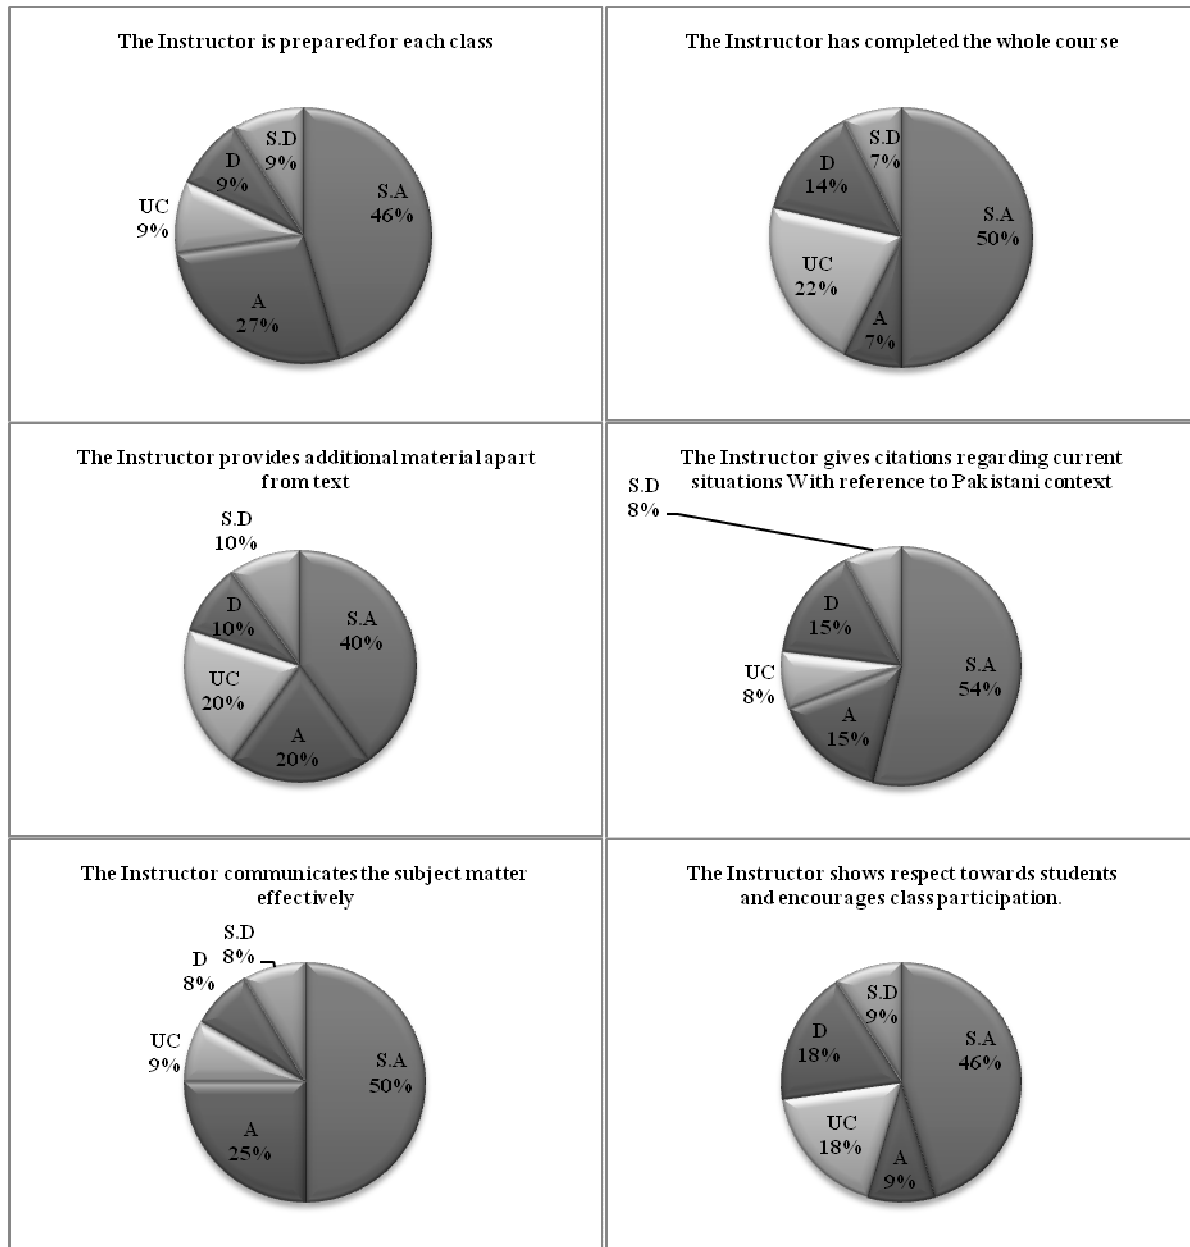 The Instructor is prepared for each class
S.D
9%
D
9%
UC
9%
S.A
46%
A
27%
The Instructor has completed the whole course
S.D
7%
D
14%
S.A
50%
UC
22%
A
7%
The Instructor provides additional material apart
from text
S.D
10%
D
10%
S.A
40%
UC
20%
A
20%
The Instructor gives citations regarding current
situations With reference to Pakistani context
S.D
8%
D
15%
UC
8%
S.A
54%
A
15%
The Instructor communicates the subject matter
effectively
S.D
8%
D
8%
UC
9%
S.A
50%
A
25%
The Instructor shows respect towards students
and encourages class participation.
S.D
9%
D
18%
S.A
46%
UC
18%
A
9%